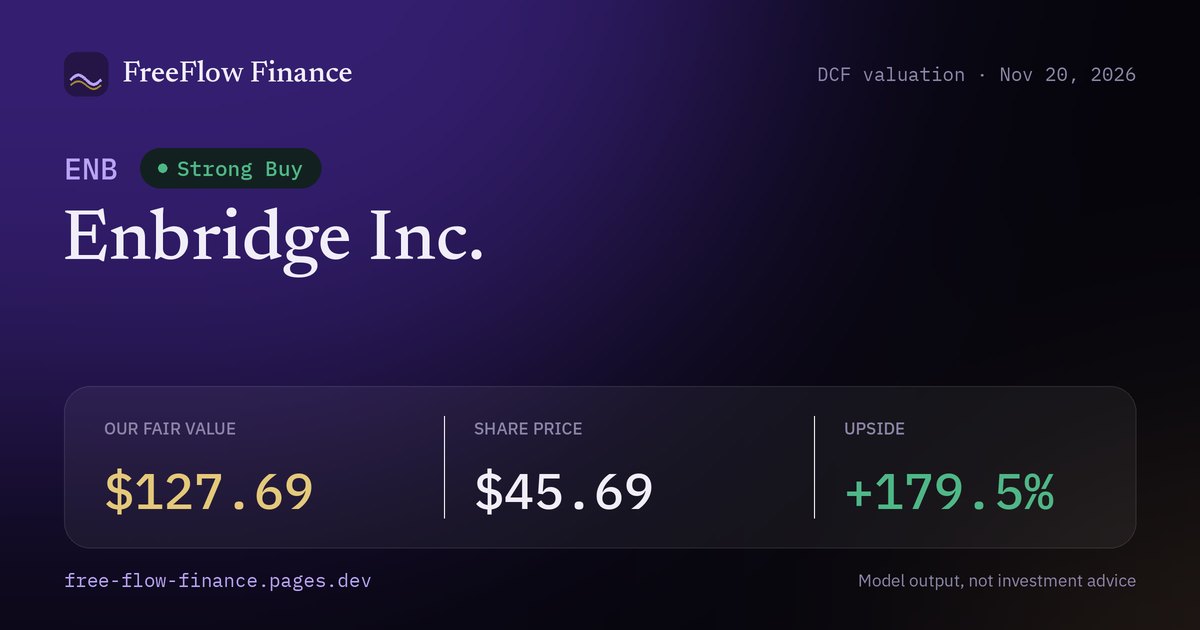 FreeFlow Finance
DCF valuation · Nov 20, 2026
ENB
Strong Buy
Enbridge Inc.
OUR FAIR VALUE
$127.69
SHARE PRICE
$45.69
UPSIDE
+179.5%
free-flow-finance.pages.dev
Model output, not investment advice